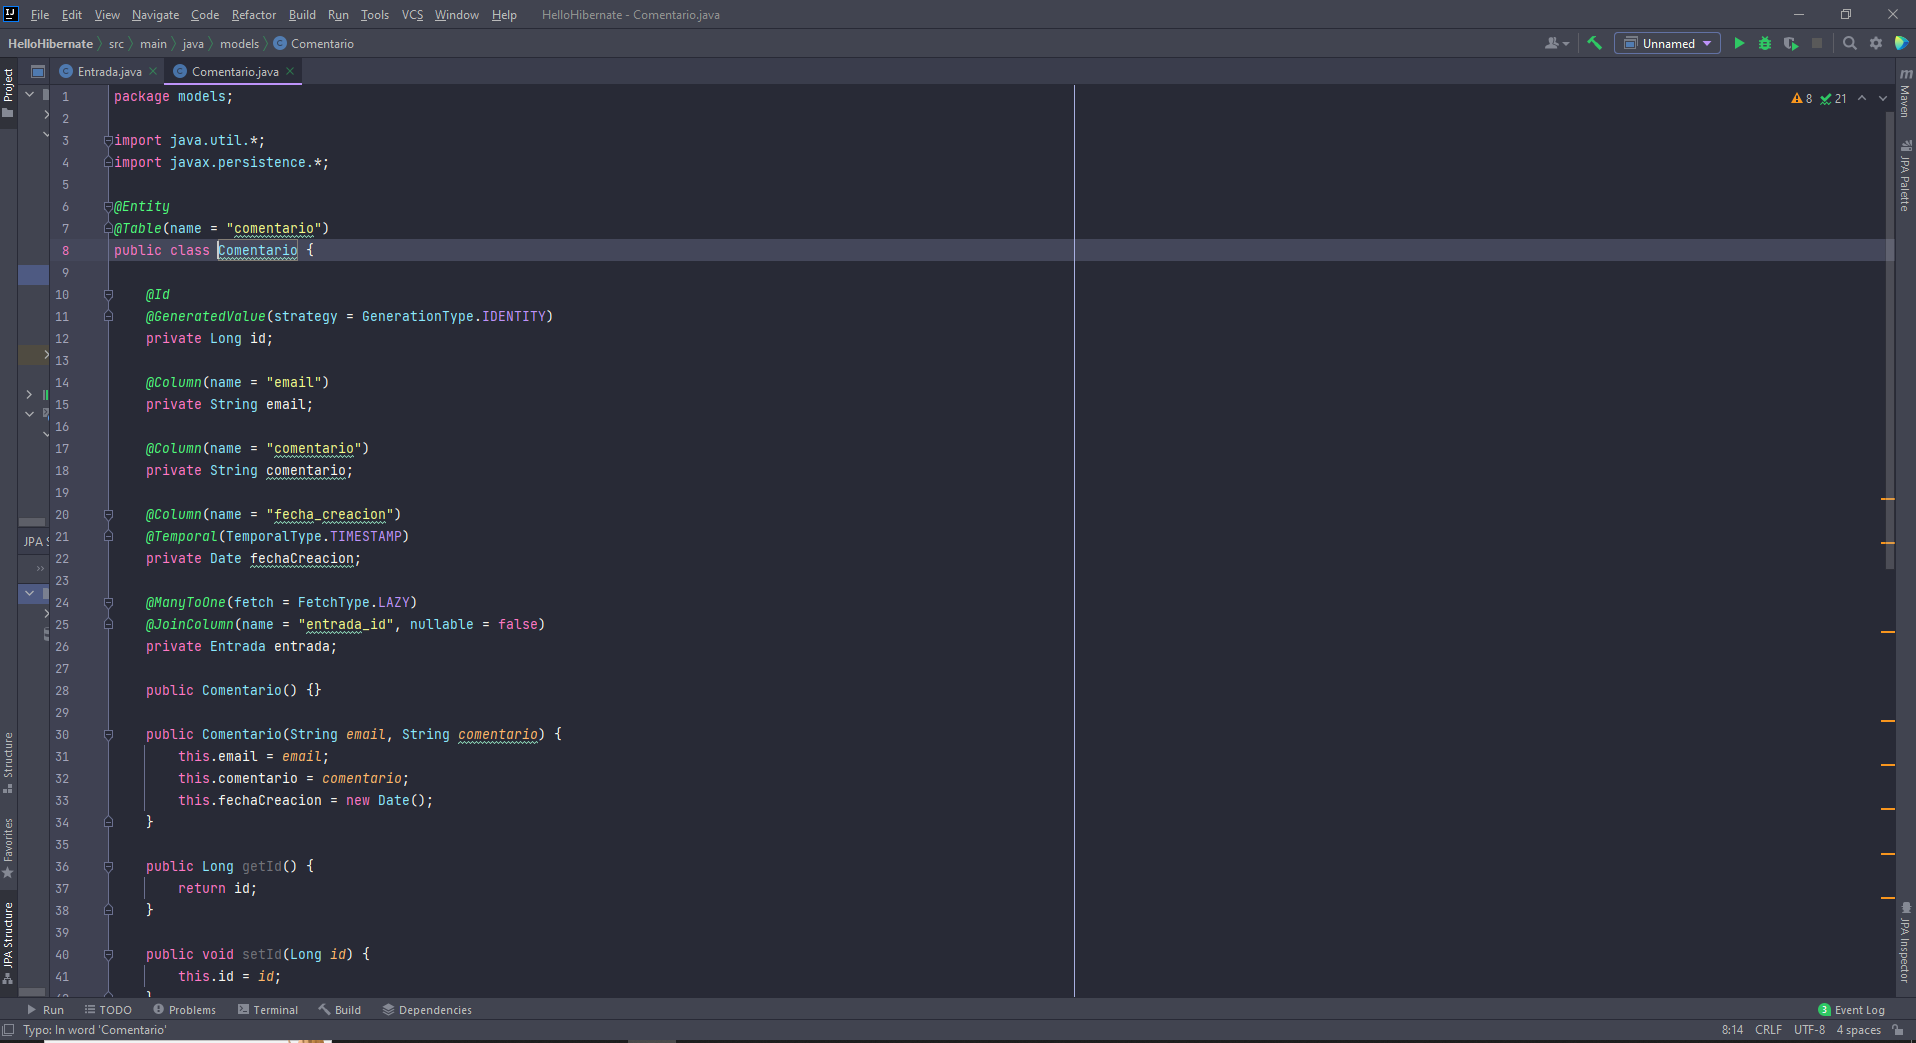 IJ File Edit View Navigate Code Refactor Build Run Tools VCS Window Help HelloHibernate - Comentario.java
HelloHibernate src main java models Comentario Unnamed
Project Entrada.java Comentario.java
1 package models;
8 21
2
3 import java.util.*;
4 import javax.persistence.*;
5
6 @Entity
7 @Table(name = "comentario")
8 public class Comentario {
9
10 @Id
11 @GeneratedValue(strategy = GenerationType.IDENTITY)
12 private Long id;
13
14 @Column(name = "email")
15 private String email;
16
17 @Column(name = "comentario")
18 private String comentario;
19
20 @Column(name = "fecha_creacion")
21 @Temporal(TemporalType.TIMESTAMP)
22 private Date fechaCreacion;
23
24 @ManyToOne(fetch = FetchType.LAZY)
25 @JoinColumn(name = "entrada_id", nullable = false)
26 private Entrada entrada;
27
28 public Comentario() {}
29
30 public Comentario(String email, String comentario) {
31 this.email = email;
32 this.comentario = comentario;
33 this.fechaCreacion = new Date();
34 }
35
36 public Long getId() {
37 return id;
38 }
39
40 public void setId(Long id) {
41 this.id = id;
JPA S
Structure
Favorites
JPA Structure
m Maven
JPA Palette
JPA Inspector
Run TODO Problems Terminal Build Dependencies 3 Event Log
Typo: In word 'Comentario' 8:14 CRLF UTF-8 4 spaces